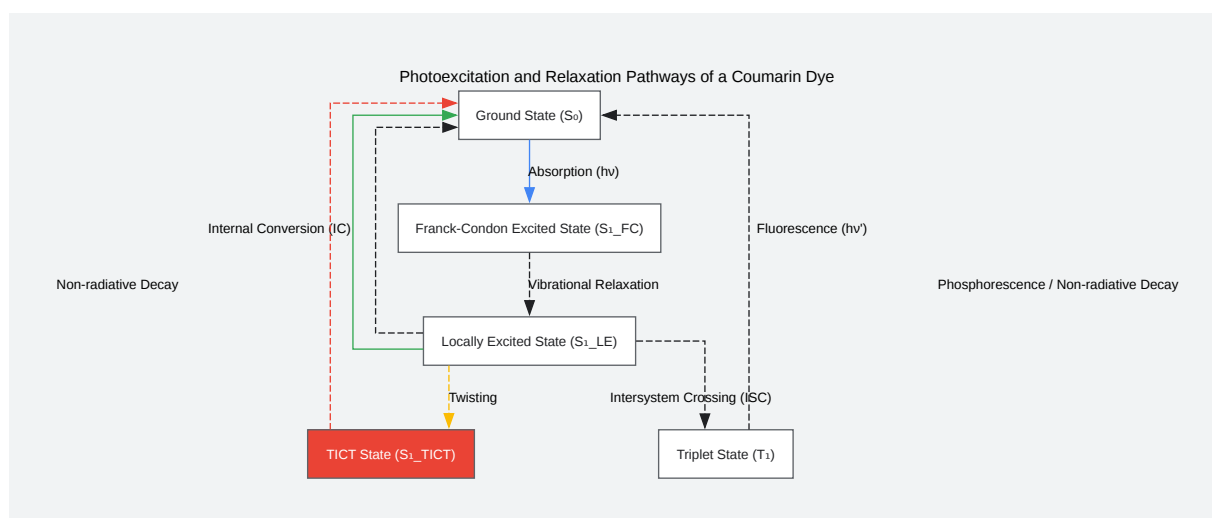 Photoexcitation and Relaxation Pathways of a Coumarin Dye
Ground State (S₀)
Absorption (hν)
Internal Conversion (IC)
Franck-Condon Excited State (S₁_FC)
Fluorescence (hν')
Non-radiative Decay
Vibrational Relaxation
Phosphorescence / Non-radiative Decay
Locally Excited State (S₁_LE)
Twisting
Intersystem Crossing (ISC)
TICT State (S₁_TICT)
Triplet State (T₁)